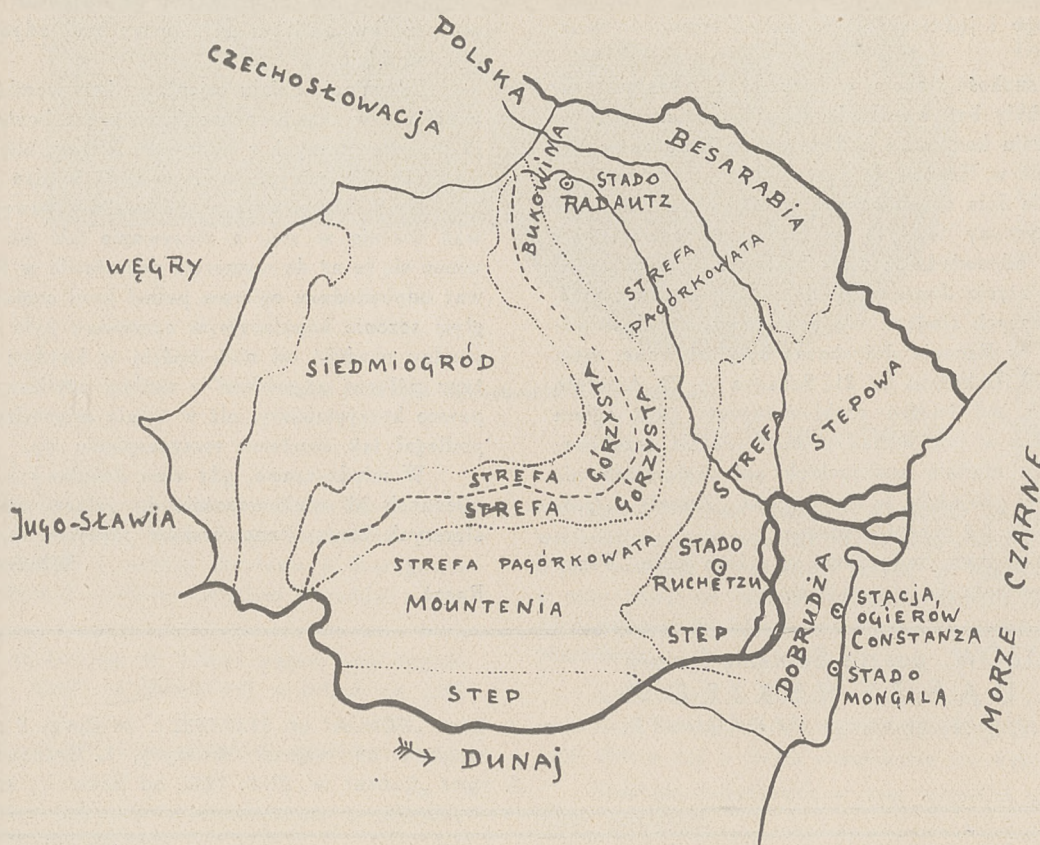 POLSKA
CZECHOSŁOWACJA
BESARABIA
BUKOWINA
STADO
RADAUTZ
WĘGRY
STREFA
PAGÓRKOWATA
SIEDMIOGRÓD
STREFA STEPOWA
STREFA GÓRZYSTA
STREFA GÓRZYSTA
JUGO-SŁAWIA
STREFA PAGÓRKOWATA
MOUNTENIA
STADO
RUCHETZU
STEP
DOBRUDŻA
STACJA
OGIERÓW
CONSTANZA
STADO
MONGALA
MORZE CZARNE
STEP
DUNAJ